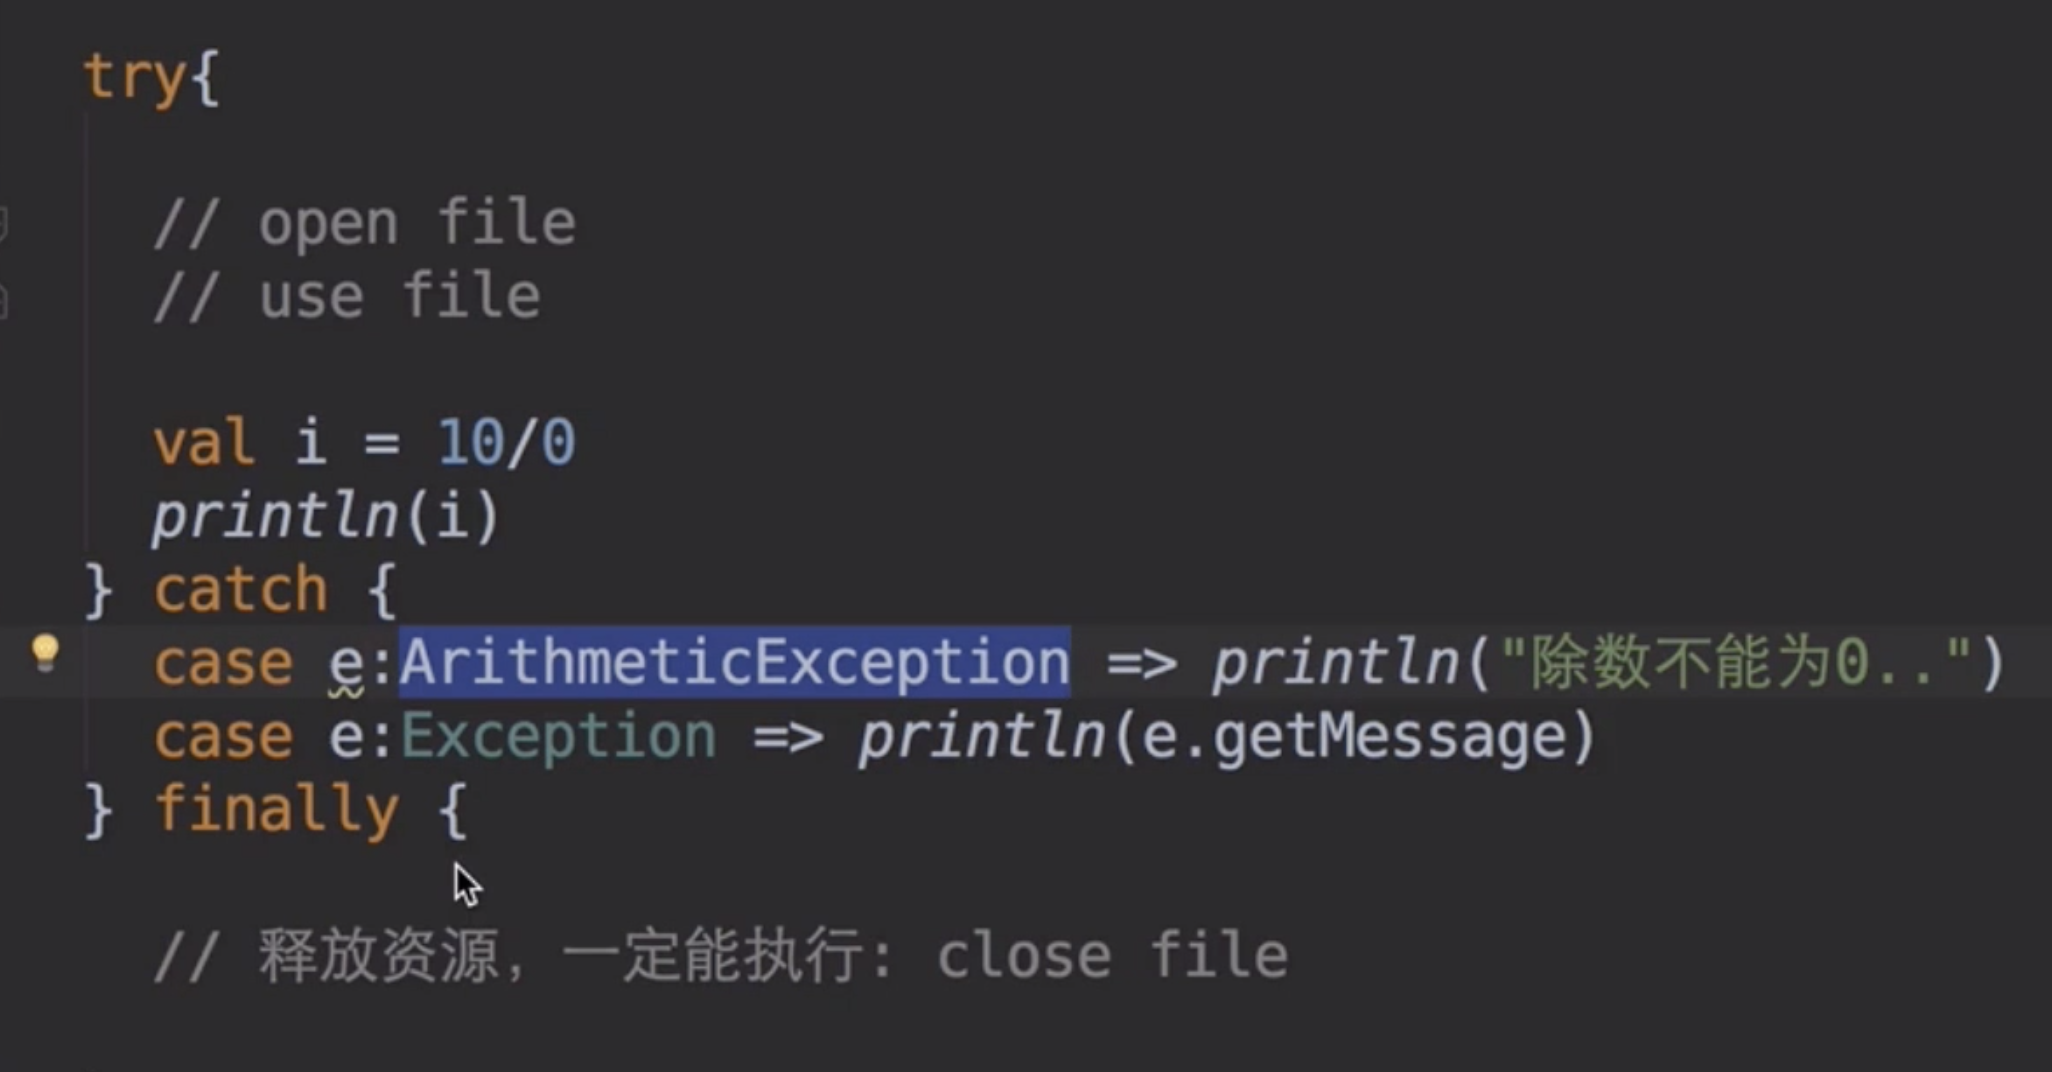 try{
// open file
// use file
val i = 10/0
println(i)
} catch {
case e:ArithmeticException => println("除数不能为0..")
case e:Exception => println(e.getMessage)
} finally {
// 释放资源，一定能执行: close file